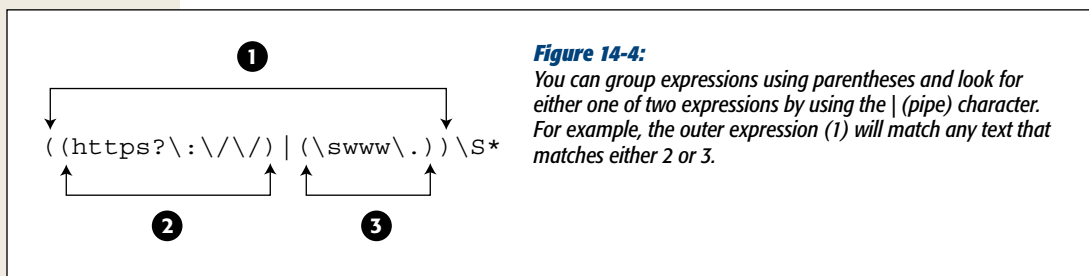 1
((https?\:\/\/)|(\swww\.))\S*
2
3
Figure 14-4:
You can group expressions using parentheses and look for
either one of two expressions by using the | (pipe) character.
For example, the outer expression (1) will match any text that
matches either 2 or 3.